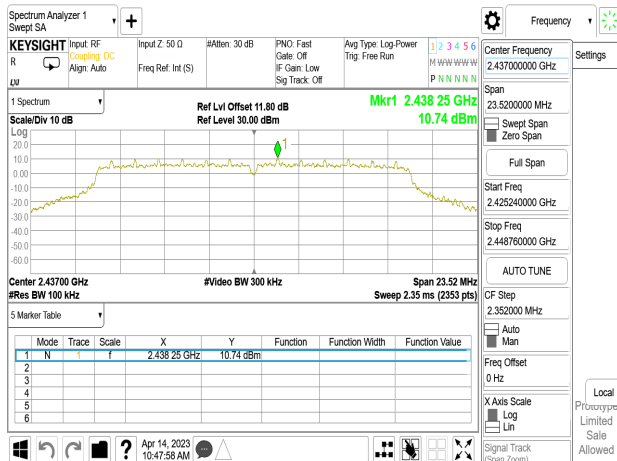 Spectrum Analyzer 1
Swept SA
Frequency
KEYSIGHT
R
Input: RF
Coupling: DC
Align: Auto
Input Z: 50 Ω
Freq Ref: Int (S)
#Atten: 30 dB
PNO: Fast
Gate: Off
IF Gain: Low
Sig Track: Off
Avg Type: Log-Power
Trig: Free Run
1 2 3 4 5 6
M W W W W W
P N N N N N
LXI
1 Spectrum
Scale/Div 10 dB
Ref Lvl Offset 11.80 dB
Ref Level 30.00 dBm
Mkr1 2.438 25 GHz
10.74 dBm
Log
20.0
10.0
0.00
-10.0
-20.0
-30.0
-40.0
-50.0
-60.0
1
Center 2.43700 GHz
#Res BW 100 kHz
#Video BW 300 kHz
Span 23.52 MHz
Sweep 2.35 ms (2353 pts)
5 Marker Table
Mode Trace Scale X Y Function Function Width Function Value
1 N 1 f 2.438 25 GHz 10.74 dBm
2
3
4
5
6
Apr 14, 2023
10:47:58 AM
Center Frequency
2.437000000 GHz
Span
23.5200000 MHz
Swept Span
Zero Span
Full Span
Start Freq
2.425240000 GHz
Stop Freq
2.448760000 GHz
AUTO TUNE
CF Step
2.352000 MHz
Auto
Man
Freq Offset
0 Hz
X Axis Scale
Log
Lin
Signal Track
(Span Zoom)
Settings
Local
Prototype
Limited
Sale
Allowed